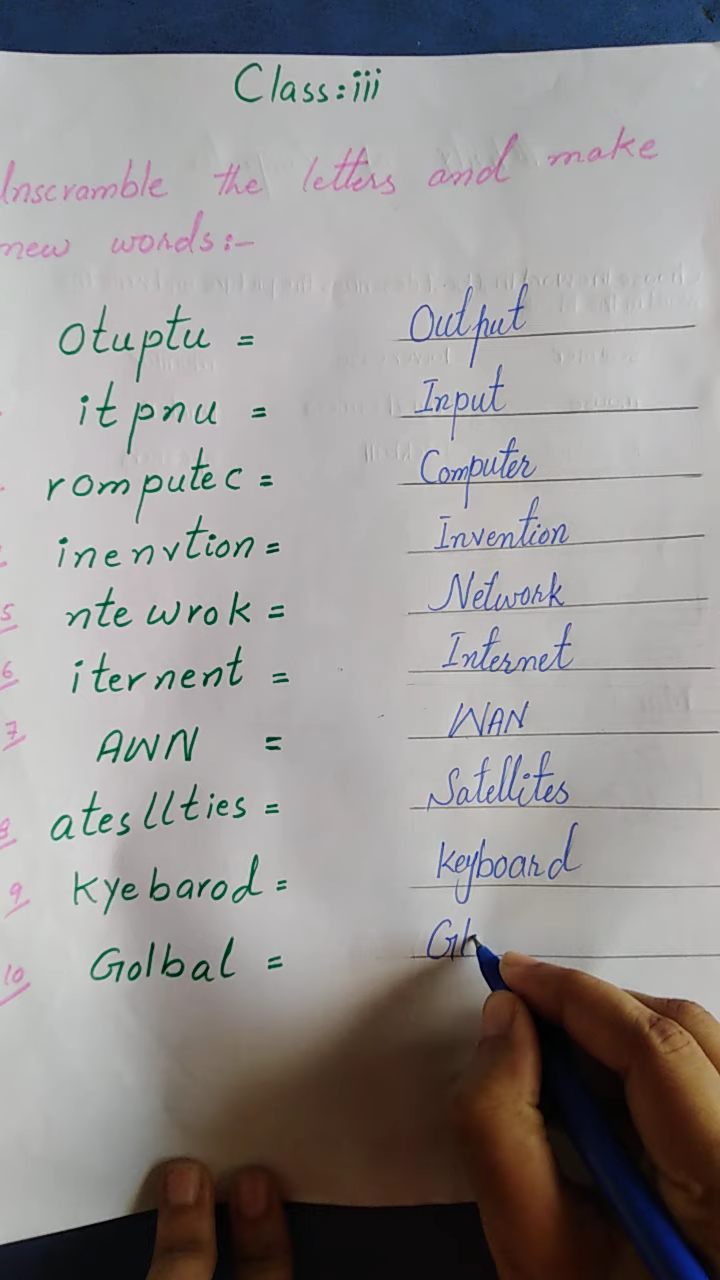 Class:iii
Unscramble the letters and make
new words:-
Otuptu = Output
itpnu = Input
romputec = Computer
inenvtion = Invention
5 ntewrok = Network
6 iternent = Internet
7 AWN = WAN
8 atesllties = Satellites
9 Kyebarod = Keyboard
10 Golbal = Gl